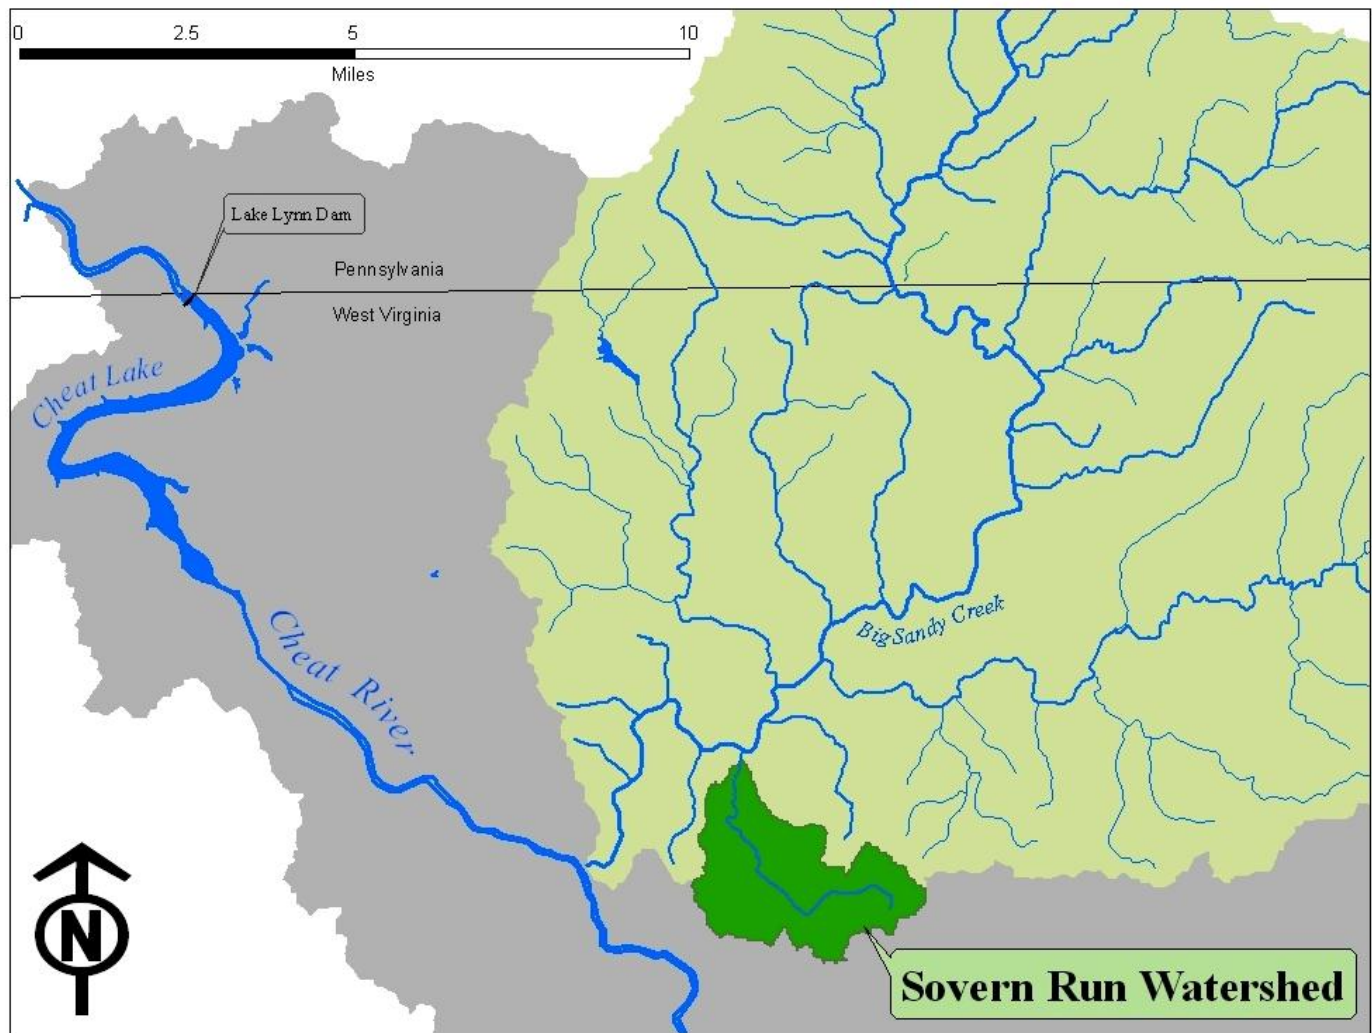 0 2.5 5 10
Miles
Lake Lynn Dam
Pennsylvania
West Virginia
Cheat Lake
Big Sandy Creek
Cheat River
N
Sovern Run Watershed